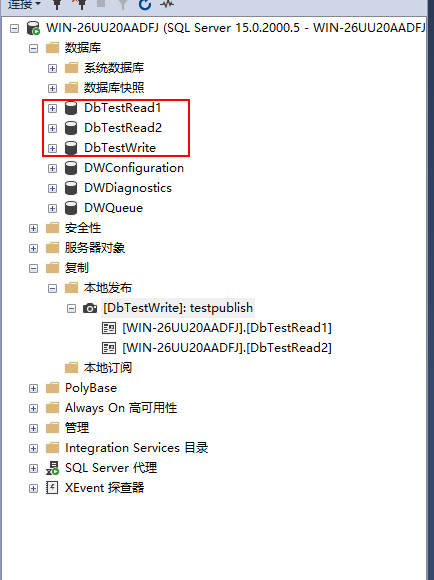 连接
WIN-26UU20AADFJ (SQL Server 15.0.2000.5 - WIN-26UU20AADFJ
数据库
系统数据库
数据库快照
DbTestRead1
DbTestRead2
DbTestWrite
DWConfiguration
DWDiagnostics
DWQueue
安全性
服务器对象
复制
本地发布
[DbTestWrite]: testpublish
[WIN-26UU20AADFJ].[DbTestRead1]
[WIN-26UU20AADFJ].[DbTestRead2]
本地订阅
PolyBase
Always On 高可用性
管理
Integration Services 目录
SQL Server 代理
XEvent 探查器